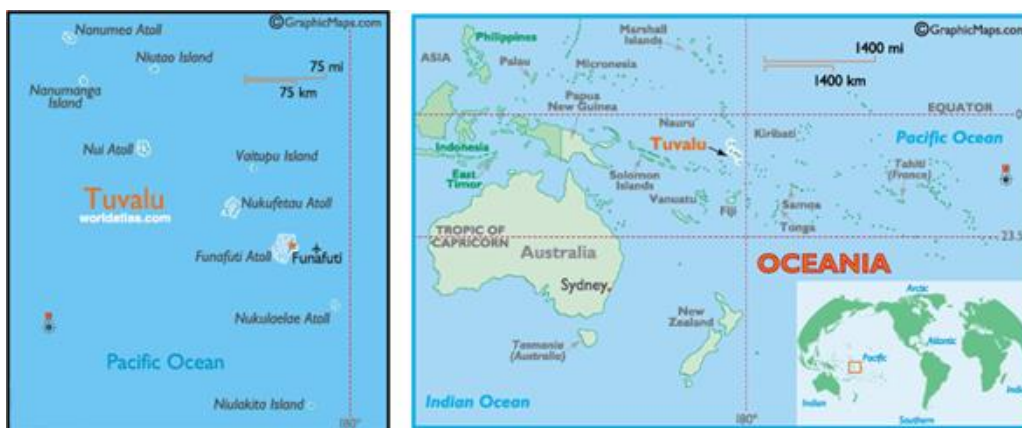 ©GraphicMaps.com
Nanumea Atoll
Niutao Island
75 mi
75 km
Nanumanga
Island
Nui Atoll
Vaitupu Island
Tuvalu
worldatlas.com
Nukufetau Atoll
Funafuti Atoll
Funafuti
Nukulaelae Atoll
Pacific Ocean
Niulakita Island
180°
©GraphicMaps.com
Philippines
Marshall
Islands
1400 mi
1400 km
ASIA
Palau
Micronesia
Papua
New Guinea
EQUATOR
0
Nauru
Kiribati
Pacific Ocean
Indonesia
Tuvalu
East
Timor
Solomon
Islands
Tahiti
(France)
Vanuatu
Fiji
Samoa
Tonga
TROPIC OF
CAPRICORN
Australia
23.5
OCEANIA
Sydney
New
Zealand
Tasmania
(Australia)
Indian Ocean
180°
Arctic
Atlantic
Pacific
Indian
Indian
Southern